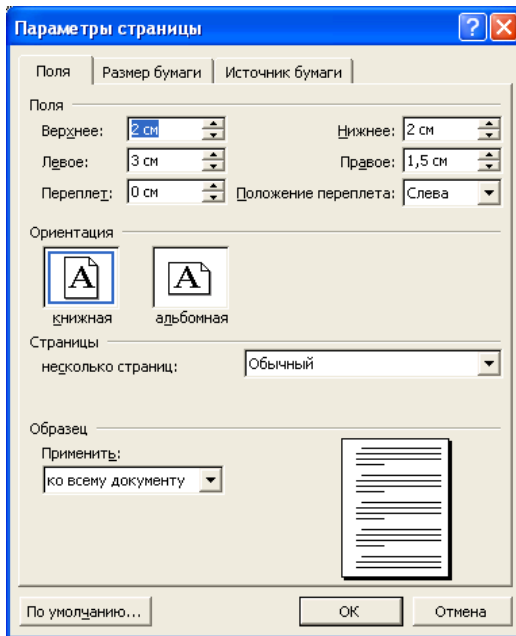 Параметры страницы
Поля Размер бумаги Источник бумаги
Поля
Верхнее: 2 см Нижнее: 2 см
Левое: 3 см Правое: 1,5 см
Переплет: 0 см Положение переплета: Слева
Ориентация
A A
книжная альбомная
Страницы
несколько страниц: Обычный
Образец
Применить:
ко всему документу
По умолчанию... ОК Отмена